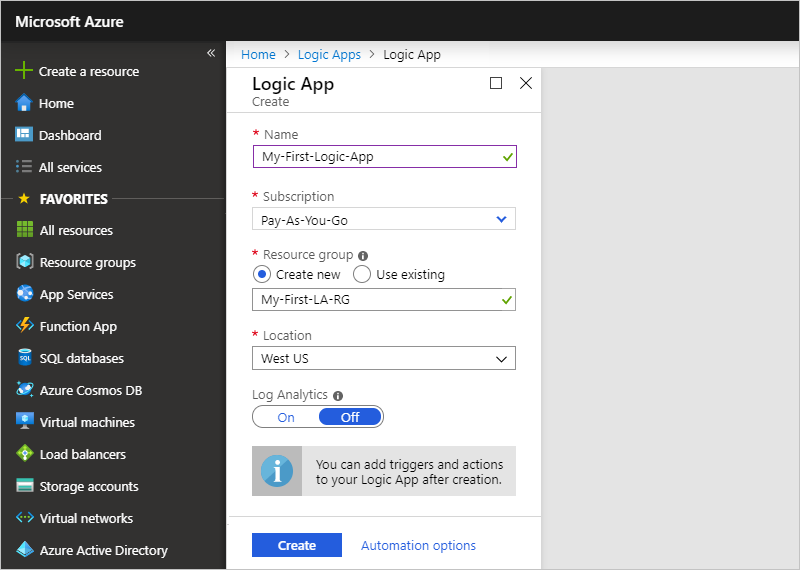 Microsoft Azure
«
Create a resource
Home
Dashboard
All services
FAVORITES
All resources
Resource groups
App Services
Function App
SQL
SQL databases
Azure Cosmos DB
Virtual machines
Load balancers
Storage accounts
Virtual networks
Azure Active Directory
Home > Logic Apps > Logic App
Logic App
Create
* Name
My-First-Logic-App
* Subscription
Pay-As-You-Go
* Resource group i
Create new Use existing
My-First-LA-RG
* Location
West US
Log Analytics i
On Off
i
You can add triggers and actions
to your Logic App after creation.
Create Automation options